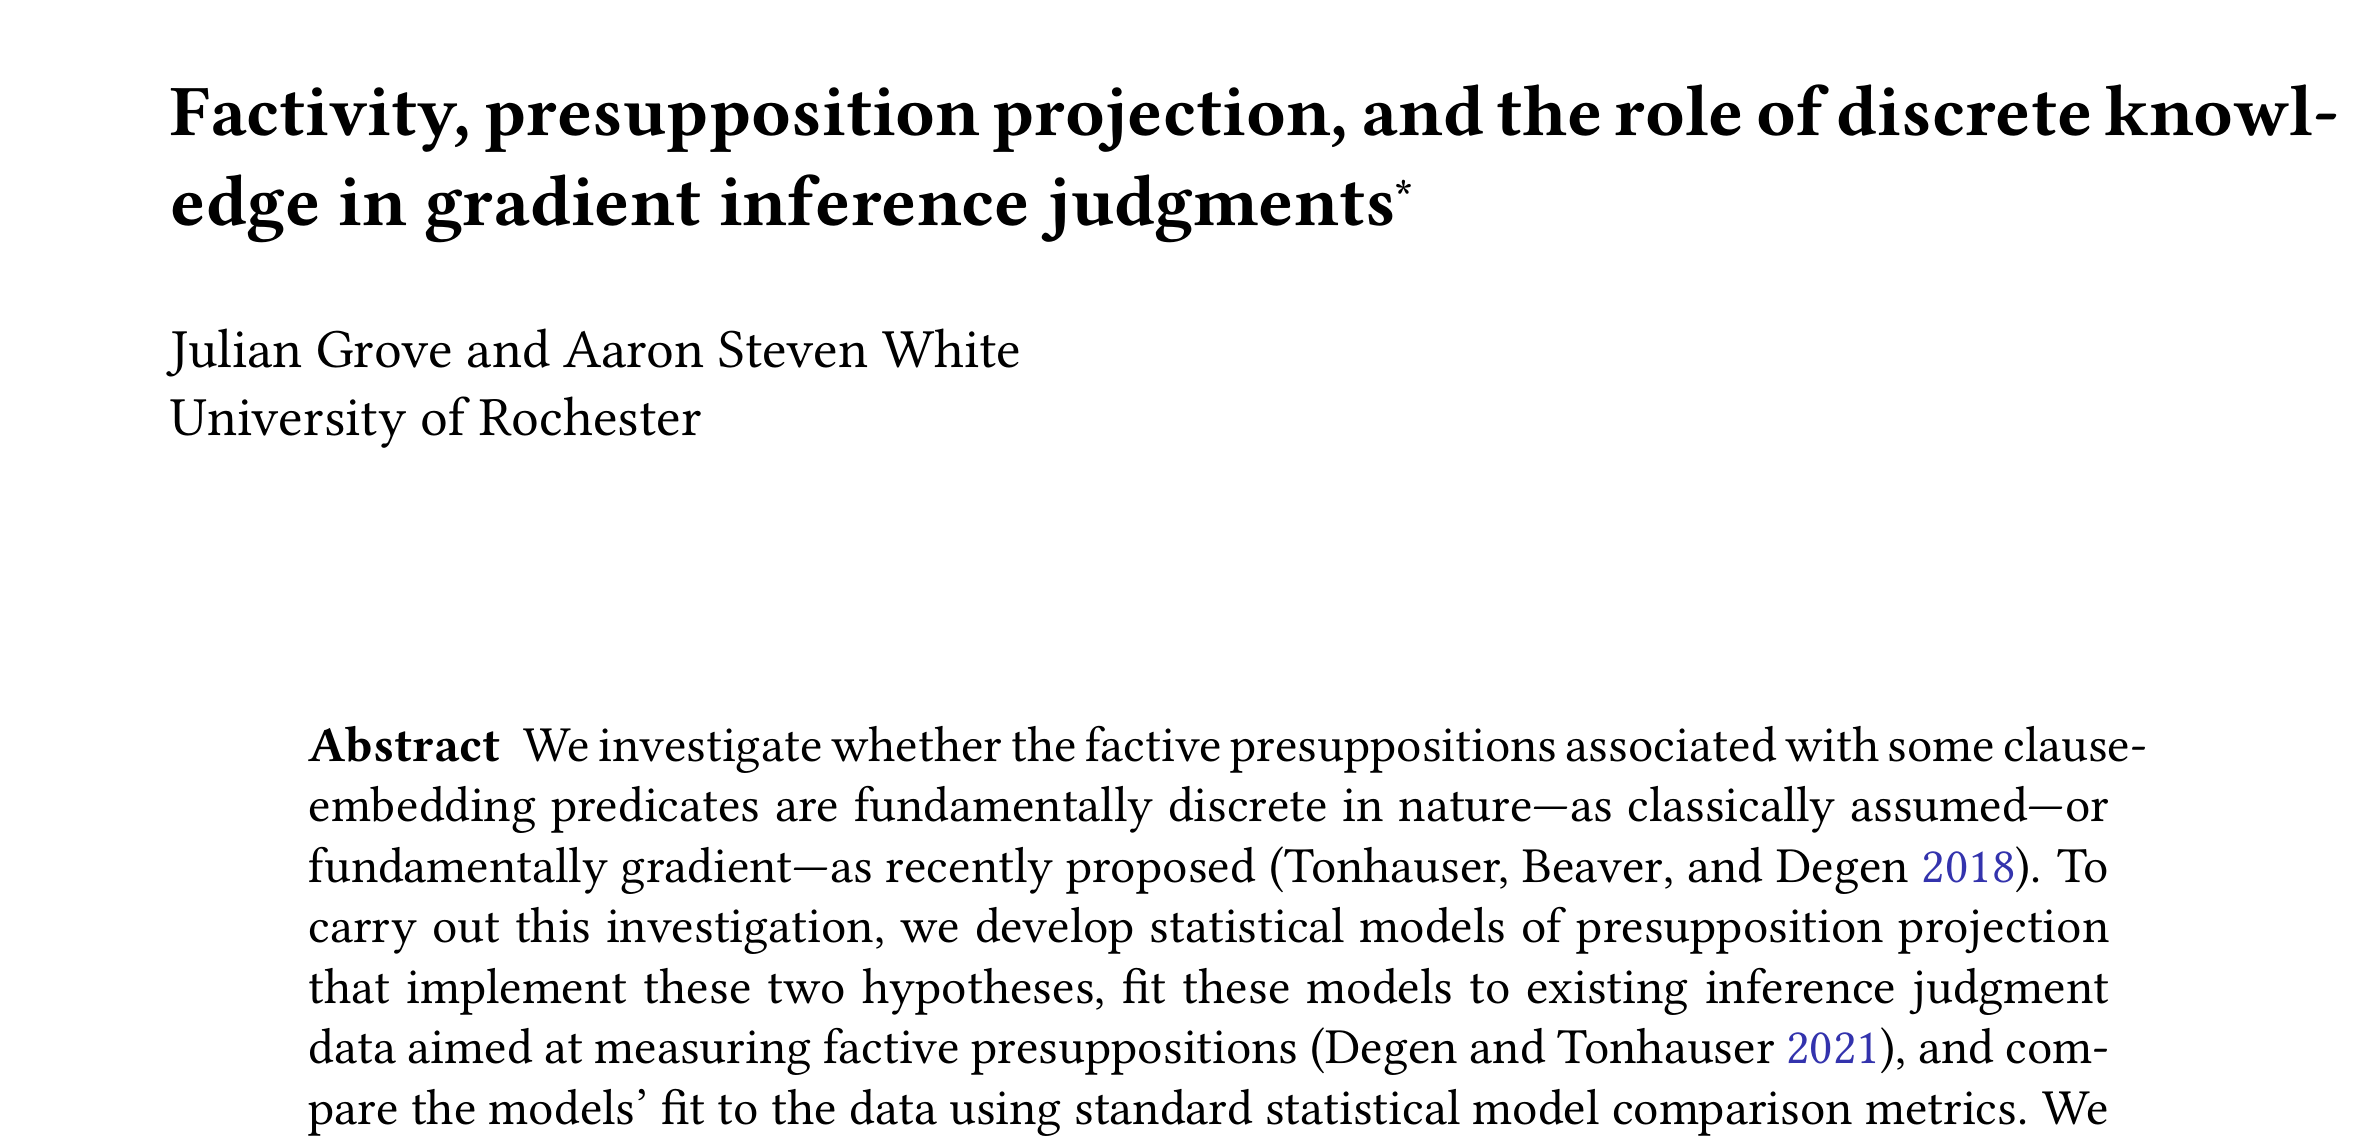 Factivity, presupposition projection, and the role of discrete knowl-
edge in gradient inference judgments*
Julian Grove and Aaron Steven White
University of Rochester
Abstract We investigate whether the factive presuppositions associated with some clause-
embedding predicates are fundamentally discrete in nature—as classically assumed—or
fundamentally gradient—as recently proposed (Tonhauser, Beaver, and Degen 2018). To
carry out this investigation, we develop statistical models of presupposition projection
that implement these two hypotheses, fit these models to existing inference judgment
data aimed at measuring factive presuppositions (Degen and Tonhauser 2021), and com-
pare the models’ fit to the data using standard statistical model comparison metrics. We